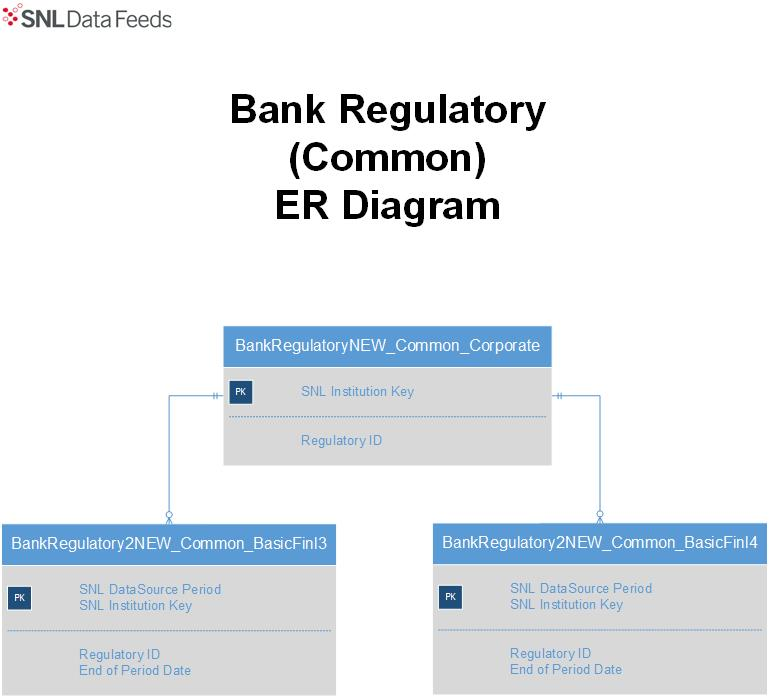 SNL Data Feeds
Bank Regulatory
(Common)
ER Diagram
BankRegulatoryNEW_Common_Corporate
PK
SNL Institution Key
Regulatory ID
BankRegulatory2NEW_Common_BasicFinl3
PK
SNL DataSource Period
SNL Institution Key
Regulatory ID
End of Period Date
BankRegulatory2NEW_Common_BasicFinl4
PK
SNL DataSource Period
SNL Institution Key
Regulatory ID
End of Period Date